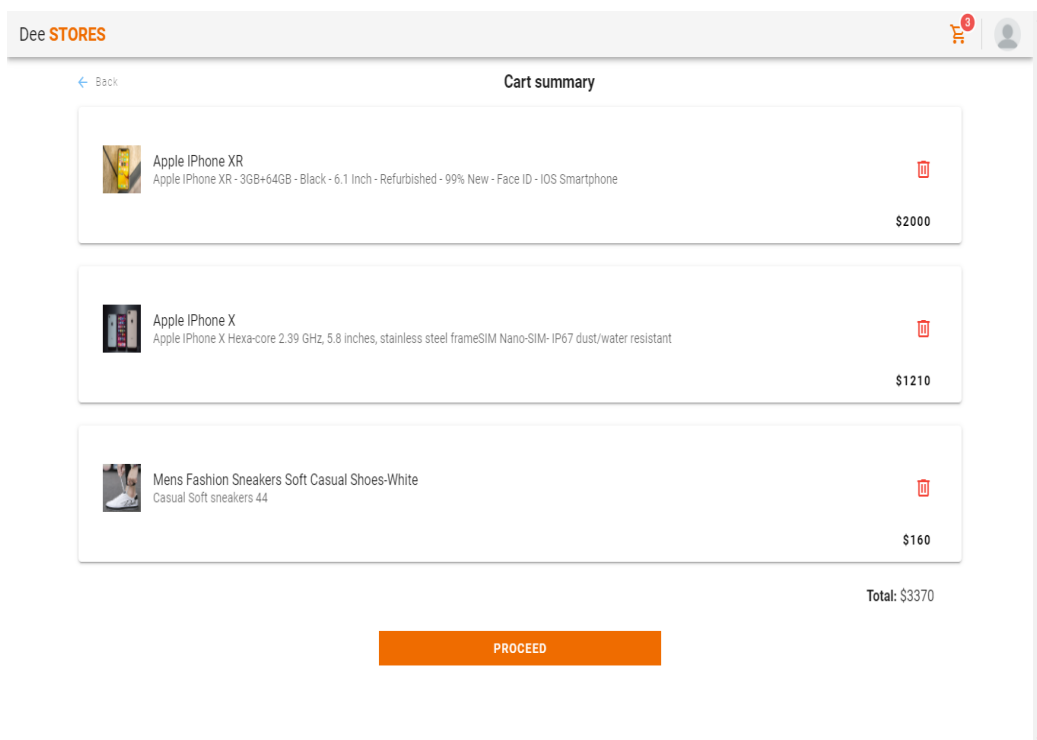 Dee STORES
3
Back
Cart summary
Apple IPhone XR
Apple IPhone XR - 3GB+64GB - Black - 6.1 Inch - Refurbished - 99% New - Face ID - IOS Smartphone
$2000
Apple IPhone X
Apple IPhone X Hexa-core 2.39 GHz, 5.8 inches, stainless steel frameSIM Nano-SIM- IP67 dust/water resistant
$1210
Mens Fashion Sneakers Soft Casual Shoes-White
Casual Soft sneakers 44
$160
Total: $3370
PROCEED